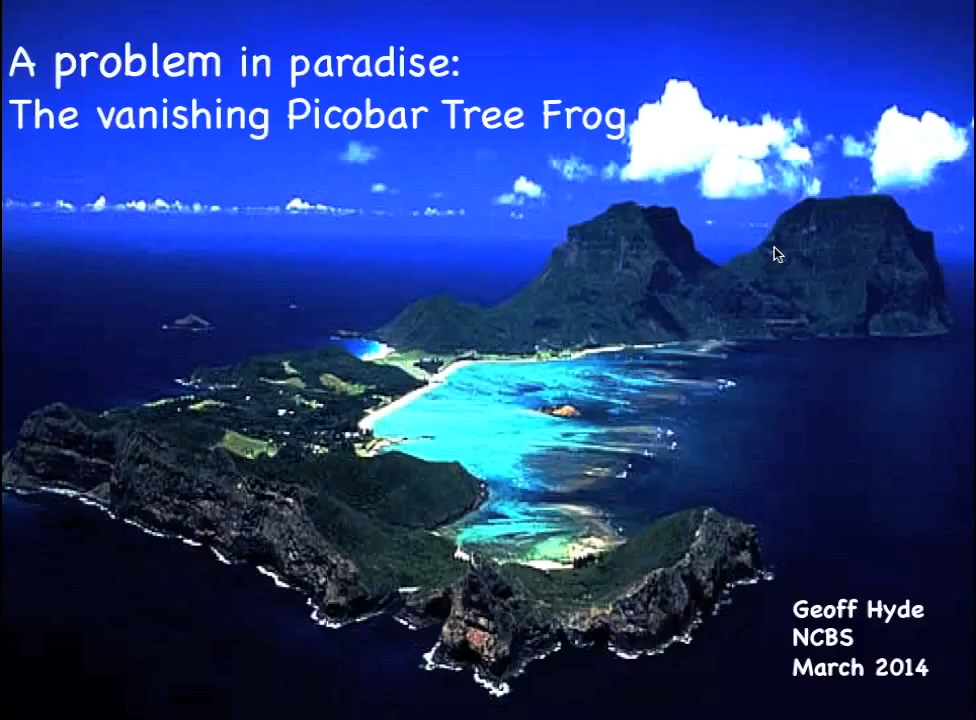 A problem in paradise:
The vanishing Picobar Tree Frog
Geoff Hyde
NCBS
March 2014